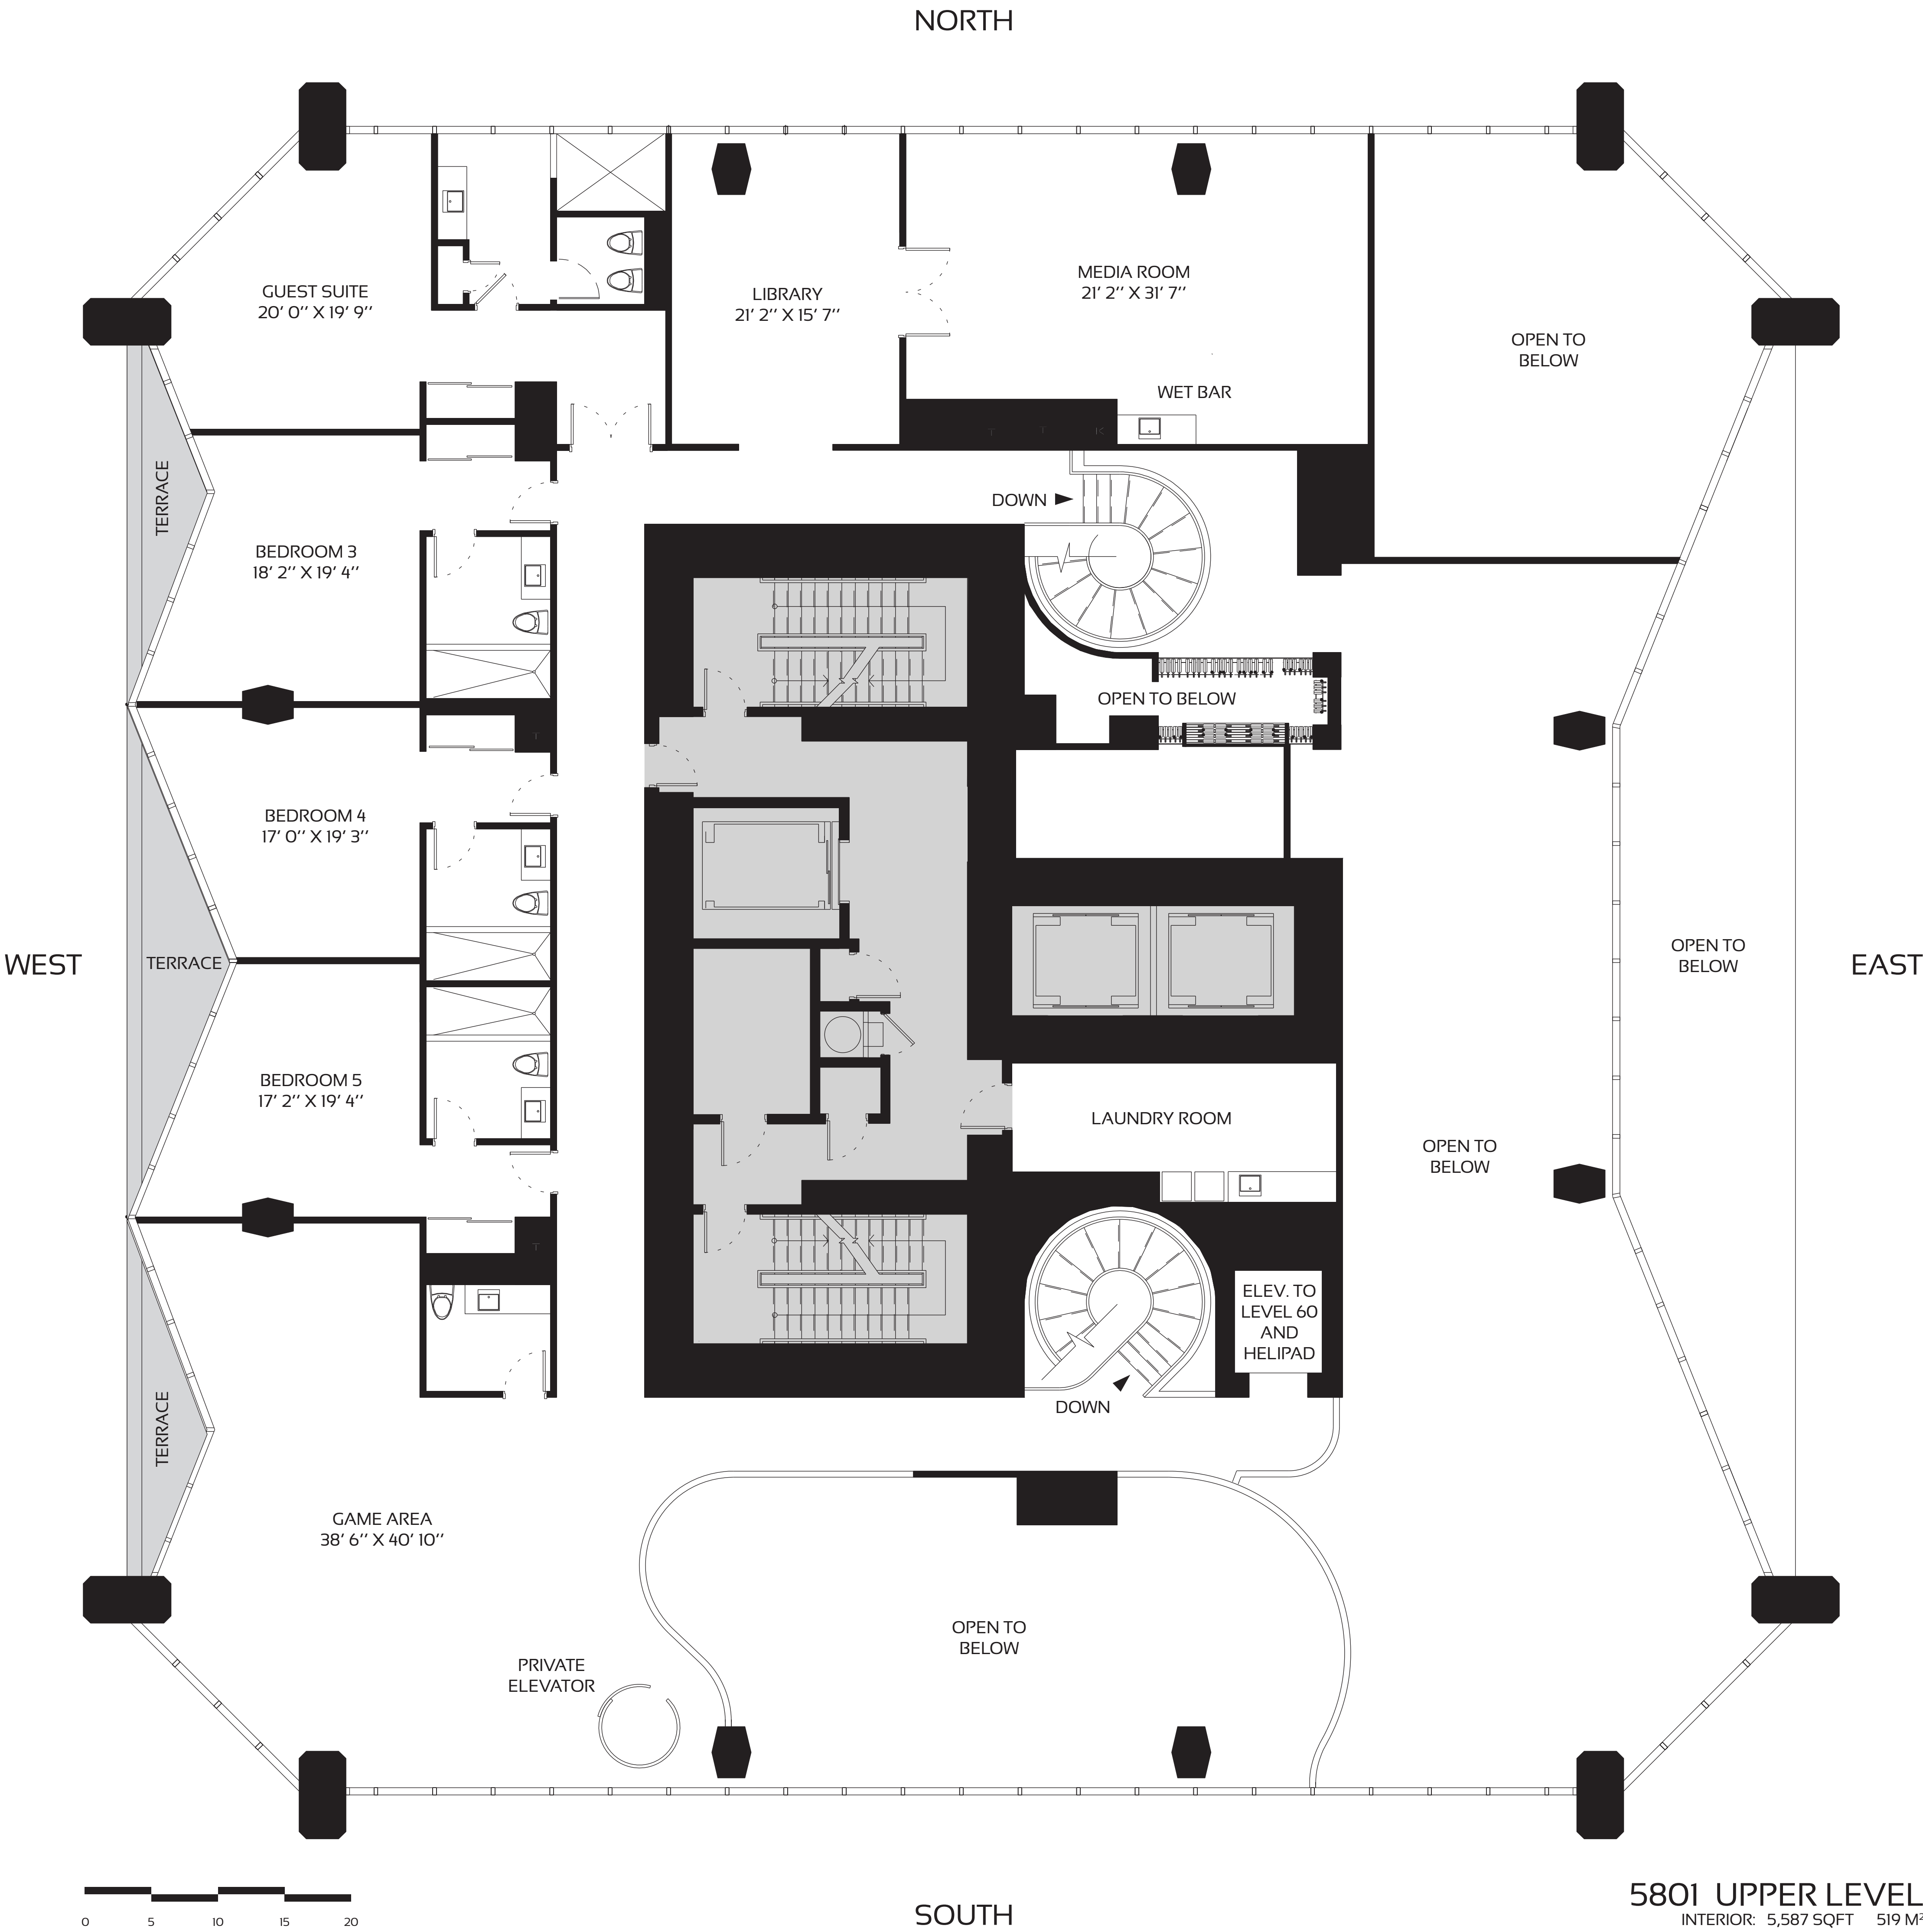 NORTH
GUEST SUITE
20' 0'' X 19' 9''
LIBRARY
21' 2'' X 15' 7''
MEDIA ROOM
21' 2'' X 31' 7''
WET BAR
OPEN TO
BELOW
T I K
TERRACE
DOWN
BEDROOM 3
18' 2'' X 19' 4''
OPEN TO BELOW
T
BEDROOM 4
17' 0'' X 19' 3''
WEST
TERRACE
OPEN TO
BELOW
EAST
BEDROOM 5
17' 2'' X 19' 4''
LAUNDRY ROOM
OPEN TO
BELOW
T
ELEV. TO
LEVEL 60
AND
HELIPAD
TERRACE
DOWN
GAME AREA
38' 6'' X 40' 10''
OPEN TO
BELOW
PRIVATE
ELEVATOR
0 5 10 15 20
SOUTH
5801 UPPER LEVEL
INTERIOR: 5,587 SQFT 519 M²